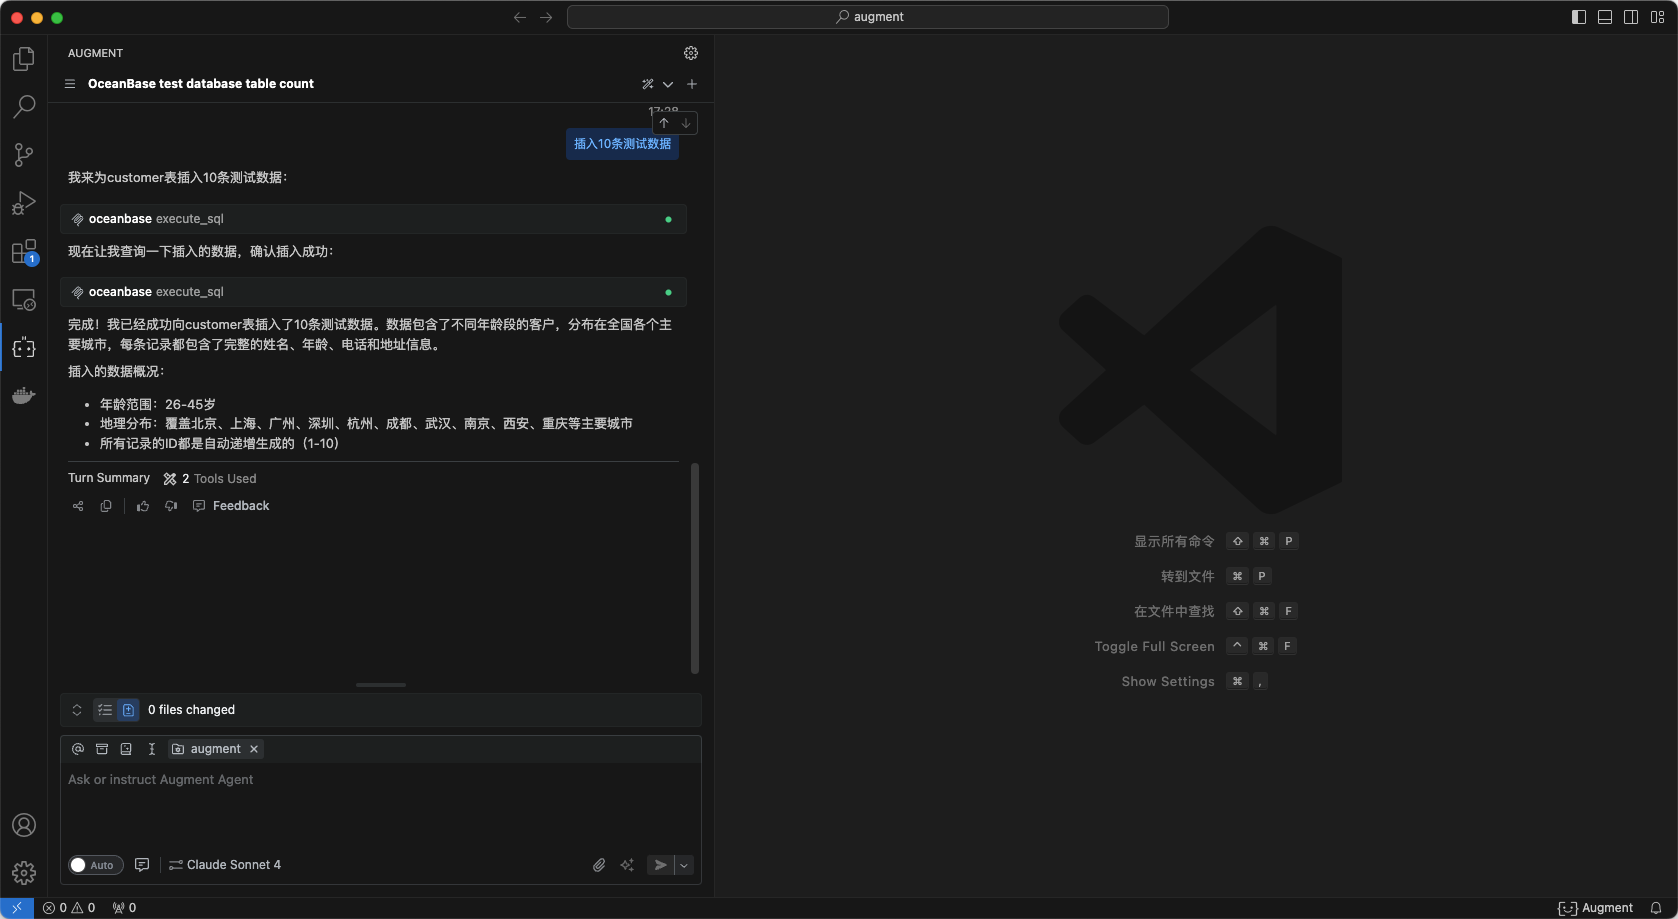 augment
AUGMENT
OceanBase test database table count
插入10条测试数据
我来为customer表插入10条测试数据：
oceanbase execute_sql
现在让我查询一下插入的数据，确认插入成功：
oceanbase execute_sql
完成！我已经成功向customer表插入了10条测试数据。数据包含了不同年龄段的客户，分布在全国各个主
要城市，每条记录都包含了完整的姓名、年龄、电话和地址信息。
插入的数据概况：
• 年龄范围：26-45岁
• 地理分布：覆盖北京、上海、广州、深圳、杭州、成都、武汉、南京、西安、重庆等主要城市
• 所有记录的ID都是自动递增生成的（1-10）
Turn Summary 2 Tools Used
Feedback
0 files changed
@ augment ×
Ask or instruct Augment Agent
Auto Claude Sonnet 4
1
显示所有命令 ⇧ ⌘ P
转到文件 ⌘ P
在文件中查找 ⇧ ⌘ F
Toggle Full Screen ^ ⌘ F
Show Settings ⌘ ,
0 0 0
Augment